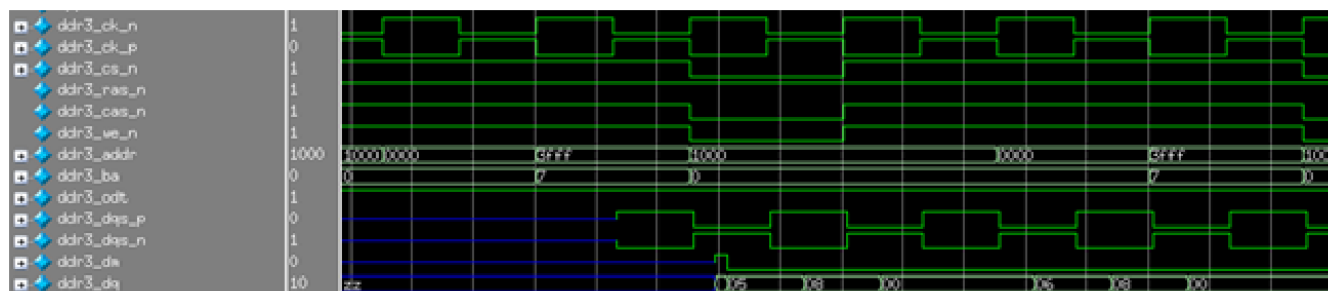 ddr3_ck_n 1
ddr3_ck_p 0
ddr3_cs_n 1
ddr3_ras_n 1
ddr3_cas_n 1
ddr3_we_n 1
ddr3_addr 1000 1000 0000 3fff 1000 0000 3fff 100
ddr3_ba 0 0 7 0 7 0
ddr3_odt 1
ddr3_dqs_p 0
ddr3_dqs_n 1
ddr3_dm 0
ddr3_dq 10 zz 05 08 00 06 08 00